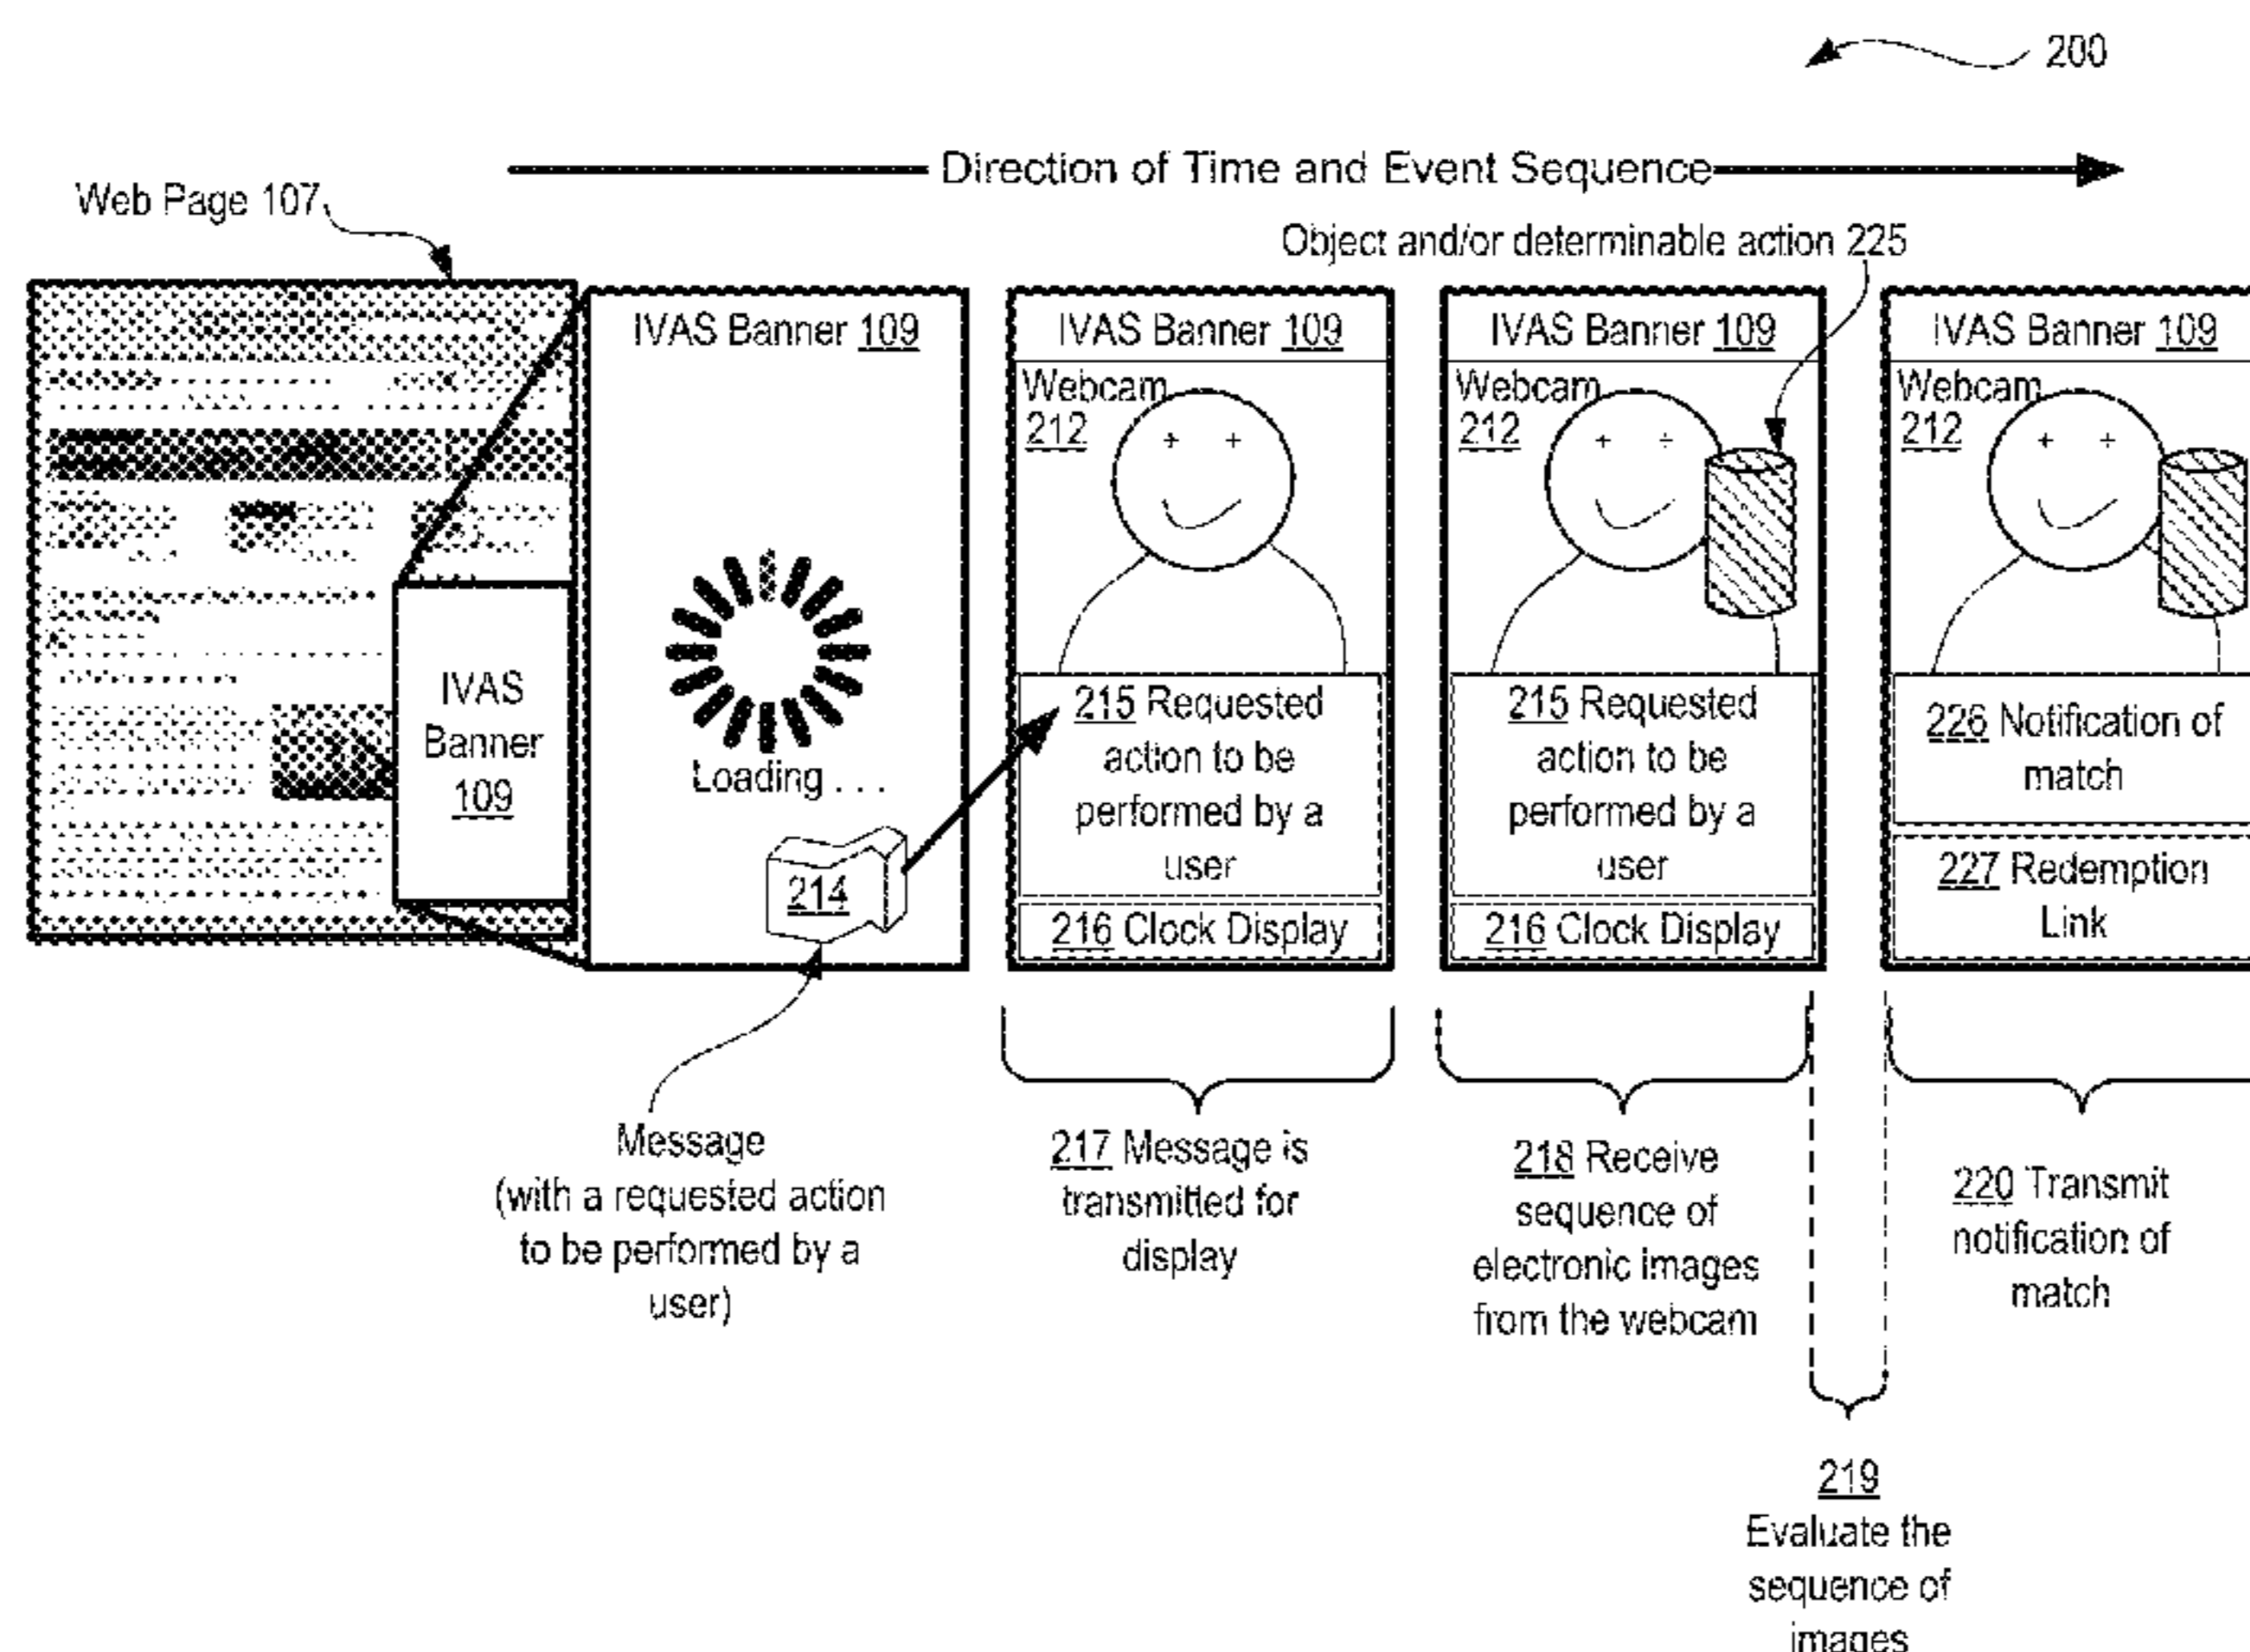 200
Direction of Time and Event Sequence
Web Page 107
Object and/or determinable action 225
IVAS
Banner
109
IVAS Banner 109
Loading . . .
214
IVAS Banner 109
Webcam
212
215 Requested
action to be
performed by a
user
216 Clock Display
IVAS Banner 109
Webcam
212
215 Requested
action to be
performed by a
user
216 Clock Display
IVAS Banner 109
Webcam
212
226 Notification of
match
227 Redemption
Link
Message
(with a requested action
to be performed by a
user)
217 Message is
transmitted for
display
218 Receive
sequence of
electronic images
from the webcam
219
Evaluate the
sequence of
images
220 Transmit
notification of
match